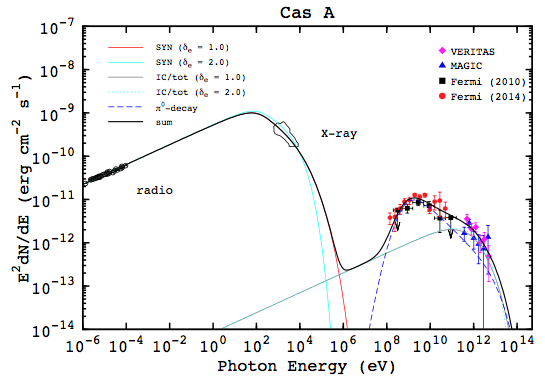 Cas A
E²dN/dE (erg cm⁻² s⁻¹)
10⁻⁷
10⁻⁸
10⁻⁹
10⁻¹⁰
10⁻¹¹
10⁻¹²
10⁻¹³
10⁻¹⁴
SYN (δₑ = 1.0)
SYN (δₑ = 2.0)
IC/tot (δₑ = 1.0)
IC/tot (δₑ = 2.0)
π⁰-decay
sum
VERITAS
MAGIC
Fermi (2010)
Fermi (2014)
X-ray
radio
10⁻⁶ 10⁻⁴ 10⁻² 10⁰ 10² 10⁴ 10⁶ 10⁸ 10¹⁰ 10¹² 10¹⁴
Photon Energy (eV)